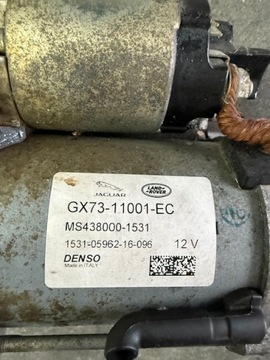 JAGUAR
LAND ROVER
GX73-11001-EC
MS438000-1531
1531-05962-16-096 12 V
DENSO
Made in ITALY